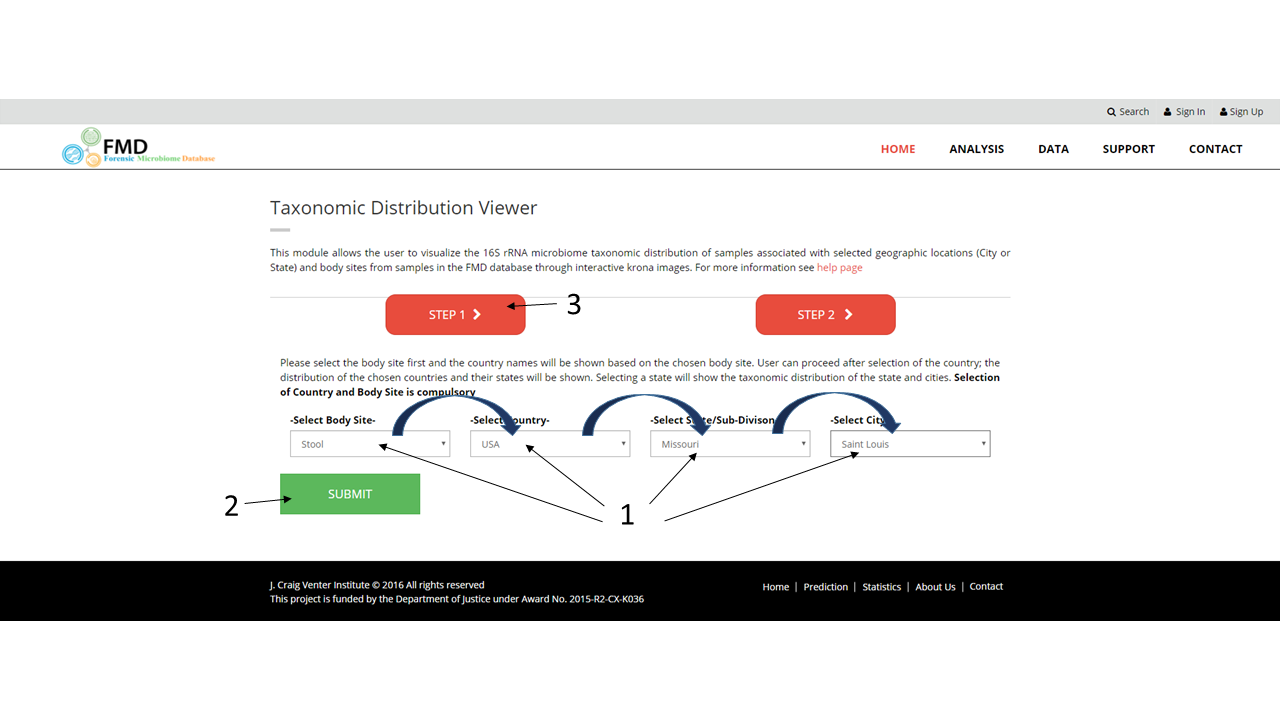 Search Sign In Sign Up
FMD
Forensic Microbiome Database
HOME ANALYSIS DATA SUPPORT CONTACT
Taxonomic Distribution Viewer
This module allows the user to visualize the 16S rRNA microbiome taxonomic distribution of samples associated with selected geographic locations (City or
State) and body sites from samples in the FMD database through interactive krona images. For more information see help page
3
STEP 1 STEP 2
Please select the body site first and the country names will be shown based on the chosen body site. User can proceed after selection of the country; the
distribution of the chosen countries and their states will be shown. Selecting a state will show the taxonomic distribution of the state and cities. Selection
of Country and Body Site is compulsory
-Select Body Site- -Select Country- -Select State/Sub-Divison -Select City
Stool USA Missouri Saint Louis
2 SUBMIT 1
J. Craig Venter Institute © 2016 All rights reserved
This project is funded by the Department of Justice under Award No. 2015-R2-CX-K036
Home | Prediction | Statistics | About Us | Contact